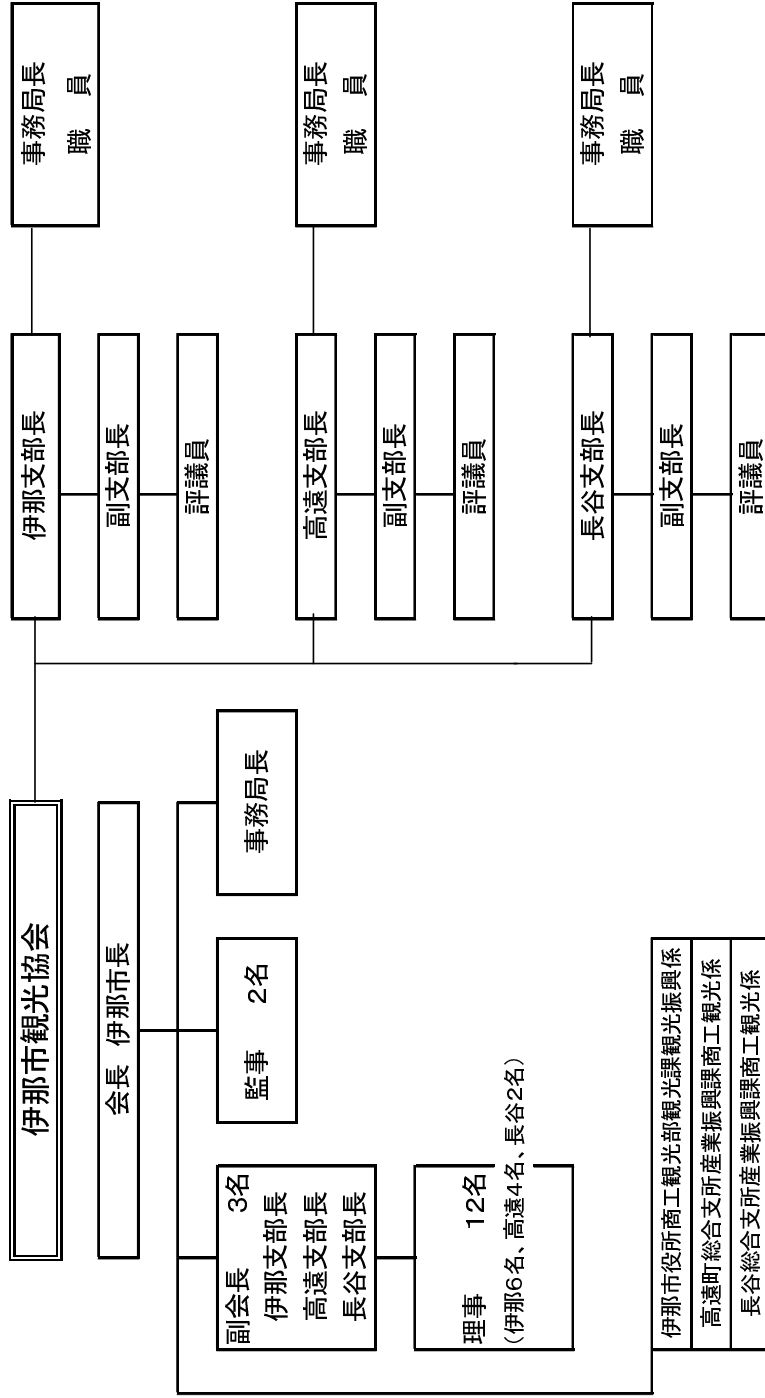 伊那市観光協会
会長 伊那市長
副会長 3名
伊那支部長
高遠支部長
長谷支部長
監事 2名
事務局長
理事 12名
(伊那6名、高遠4名、長谷2名)
伊那市役所商工観光部観光課観光振興係
高遠町総合支所産業振興課商工観光係
長谷総合支所産業振興課商工観光係
伊那支部長
副支部長
評議員
事務局長
職 員
高遠支部長
副支部長
評議員
事務局長
職 員
長谷支部長
副支部長
評議員
事務局長
職 員